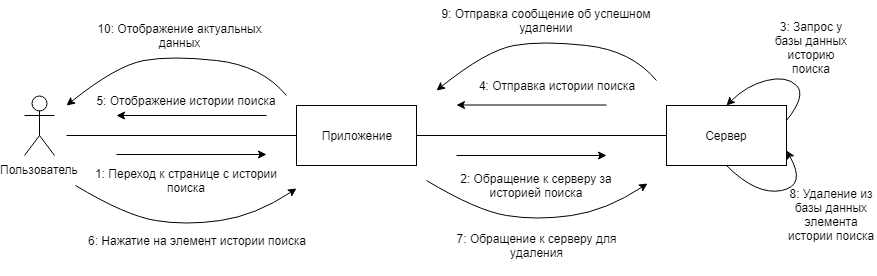 10: Отображение актуальных
данных
9: Отправка сообщение об успешном
удалении
3: Запрос у
базы данных
историю
поиска
5: Отображение истории поиска
4: Отправка истории поиска
Пользователь
Приложение
Сервер
1: Переход к странице с истории
поиска
2: Обращение к серверу за
историей поиска
8: Удаление из
базы данных
элемента
истории поиска
6: Нажатие на элемент истории поиска
7: Обращение к серверу для
удаления